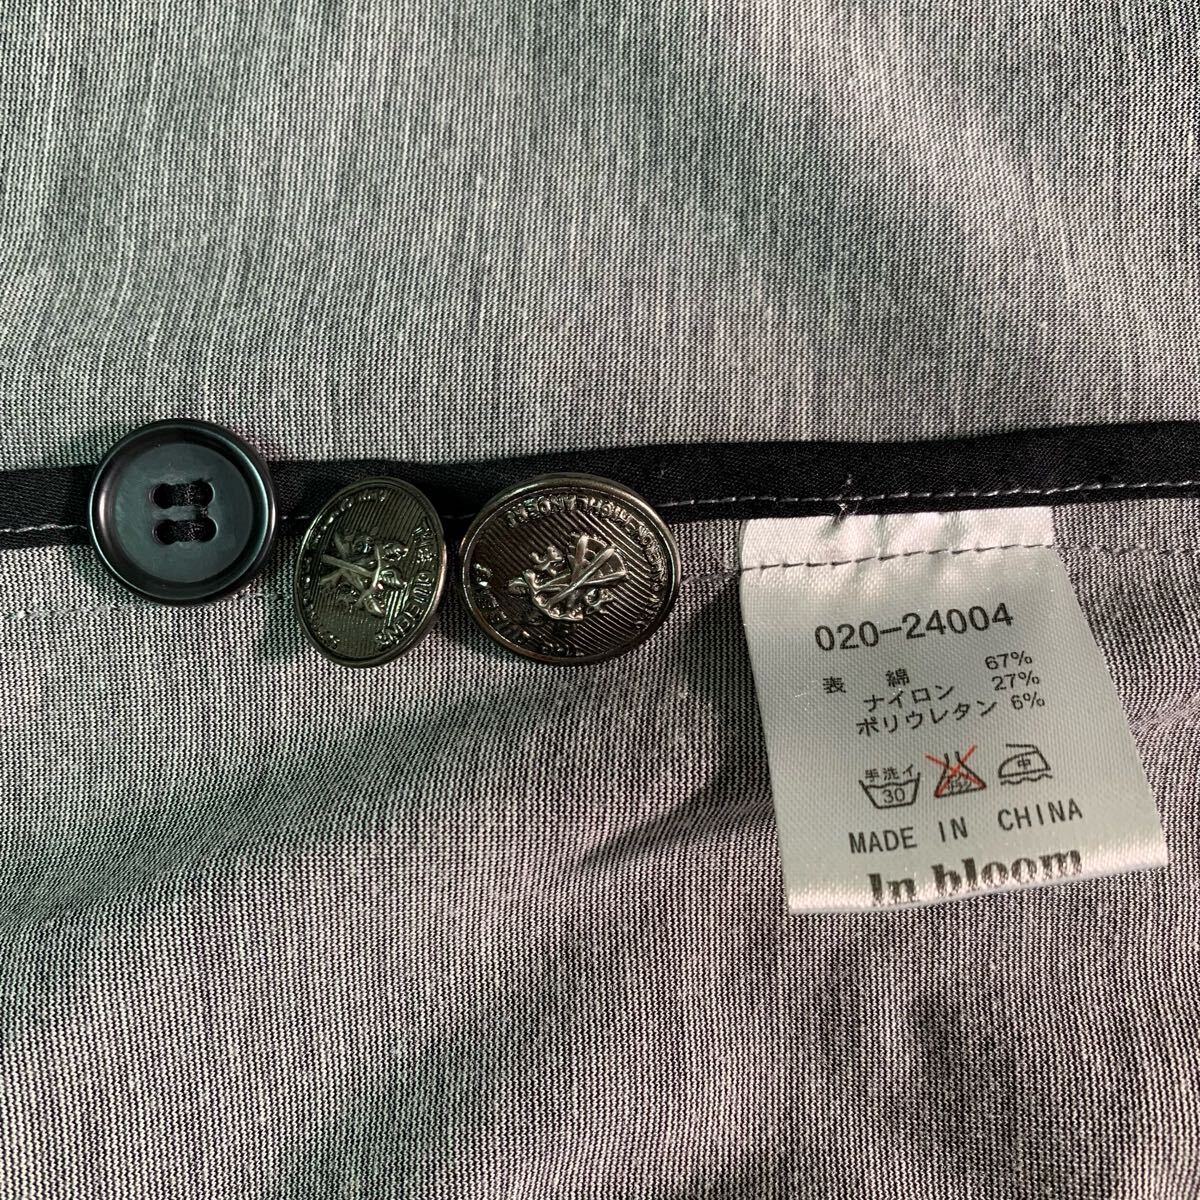 020-24004
表 綿 67%
ナイロン 27%
ポリウレタン 6%
手洗イ 中
30
MADE IN CHINA
In bloom